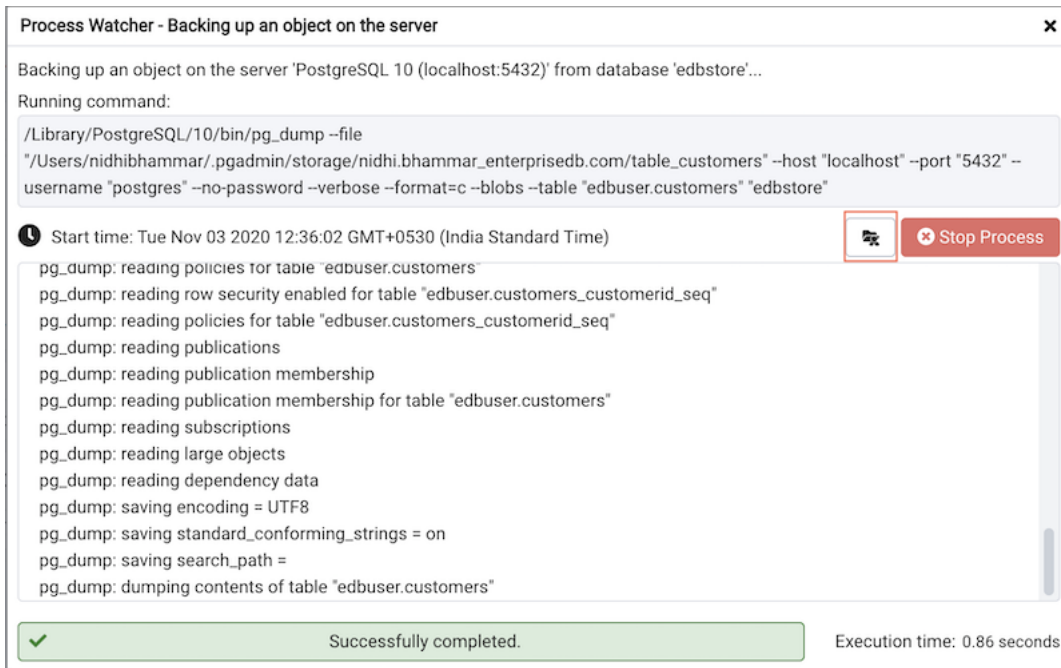 Process Watcher - Backing up an object on the server
Backing up an object on the server 'PostgreSQL 10 (localhost:5432)' from database 'edbstore'...
Running command:
/Library/PostgreSQL/10/bin/pg_dump --file
"/Users/nidhibhammar/.pgadmin/storage/nidhi.bhammar_enterprisedb.com/table_customers" --host "localhost" --port "5432" --
username "postgres" --no-password --verbose --format=c --blobs --table "edbuser.customers" "edbstore"
Start time: Tue Nov 03 2020 12:36:02 GMT+0530 (India Standard Time)
Stop Process
pg_dump: reading policies for table "edbuser.customers"
pg_dump: reading row security enabled for table "edbuser.customers_customerid_seq"
pg_dump: reading policies for table "edbuser.customers_customerid_seq"
pg_dump: reading publications
pg_dump: reading publication membership
pg_dump: reading publication membership for table "edbuser.customers"
pg_dump: reading subscriptions
pg_dump: reading large objects
pg_dump: reading dependency data
pg_dump: saving encoding = UTF8
pg_dump: saving standard_conforming_strings = on
pg_dump: saving search_path =
pg_dump: dumping contents of table "edbuser.customers"
Successfully completed.
Execution time: 0.86 seconds